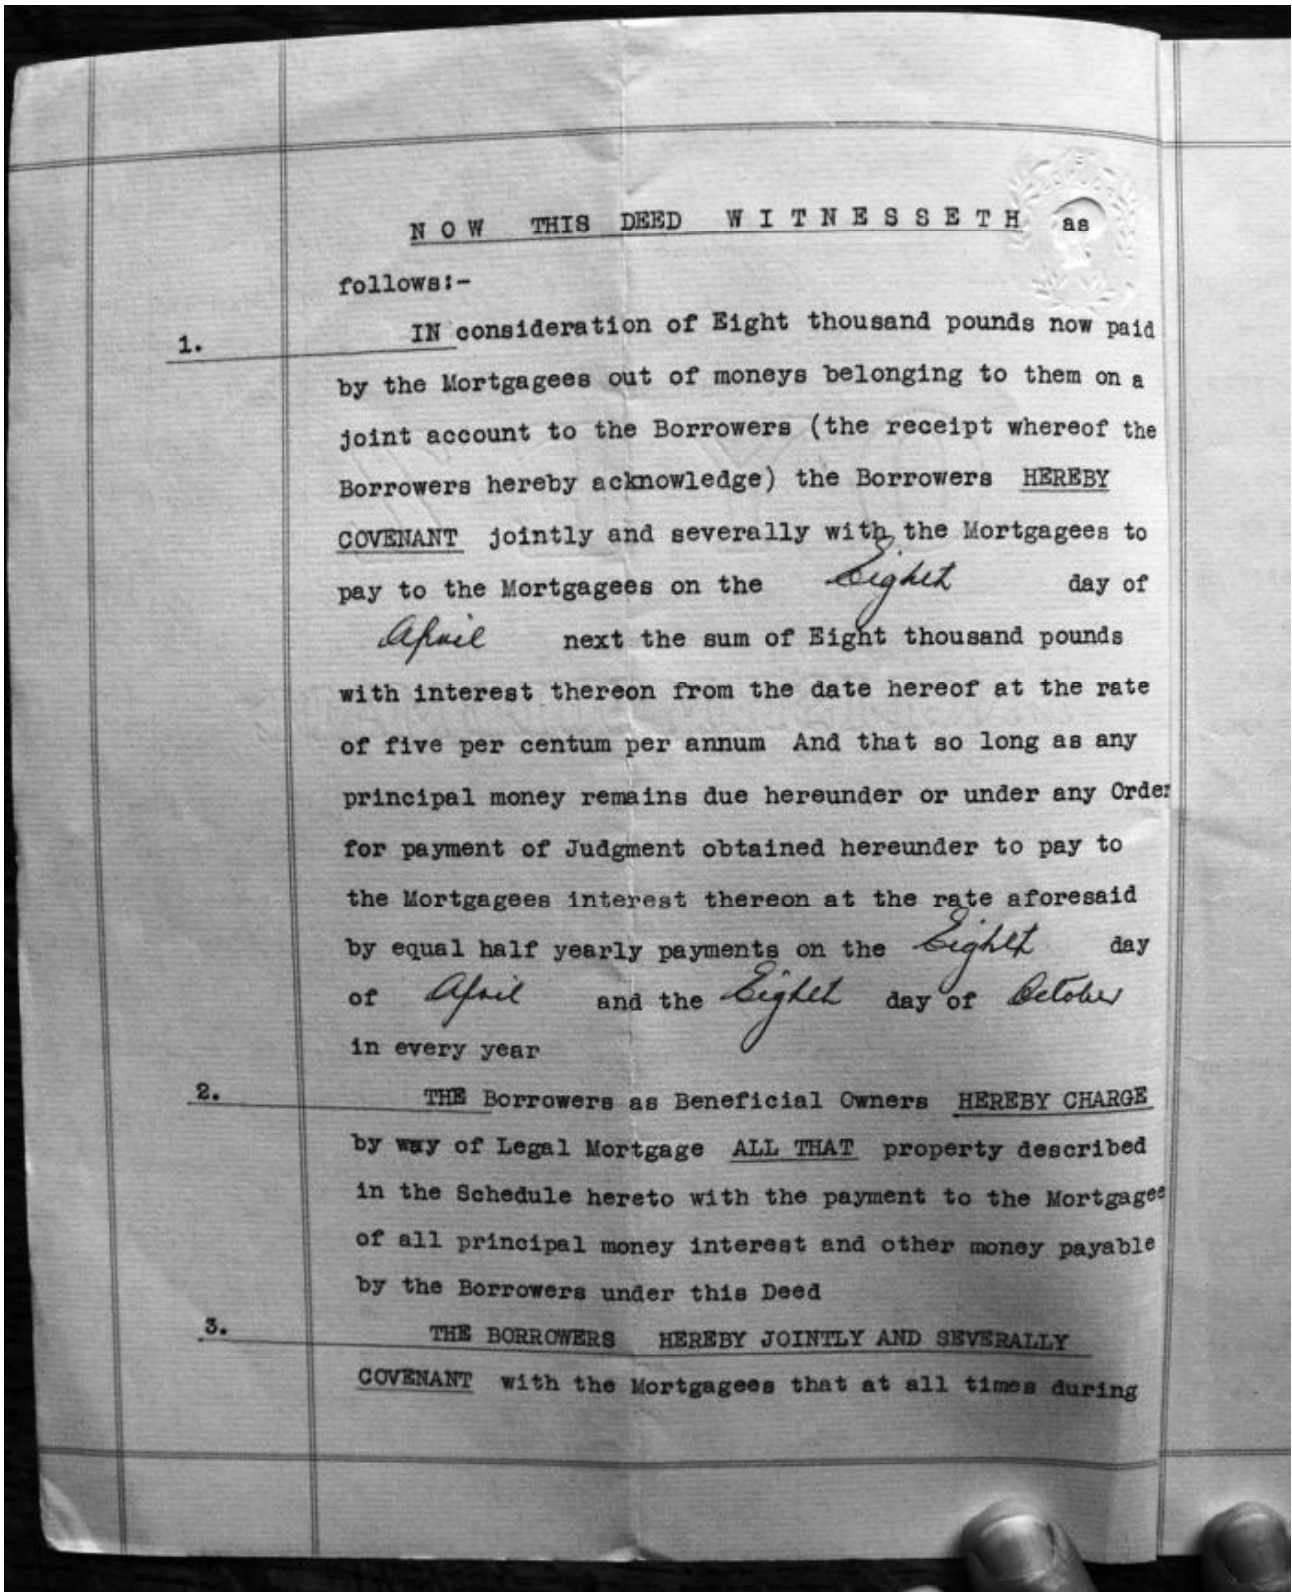 NOW THIS DEED WITNESSETH as
follows:-
1. IN consideration of Eight thousand pounds now paid
by the Mortgagees out of moneys belonging to them on a
joint account to the Borrowers (the receipt whereof the
Borrowers hereby acknowledge) the Borrowers HEREBY
COVENANT jointly and severally with the Mortgagees to
pay to the Mortgagees on the Eighth day of
April next the sum of Eight thousand pounds
with interest thereon from the date hereof at the rate
of five per centum per annum And that so long as any
principal money remains due hereunder or under any Order
for payment of Judgment obtained hereunder to pay to
the Mortgagees interest thereon at the rate aforesaid
by equal half yearly payments on the Eighth day
of April and the Eighth day of October
in every year
2. THE Borrowers as Beneficial Owners HEREBY CHARGE
by way of Legal Mortgage ALL THAT property described
in the Schedule hereto with the payment to the Mortgagee
of all principal money interest and other money payable
by the Borrowers under this Deed
3. THE BORROWERS HEREBY JOINTLY AND SEVERALLY
COVENANT with the Mortgagees that at all times during